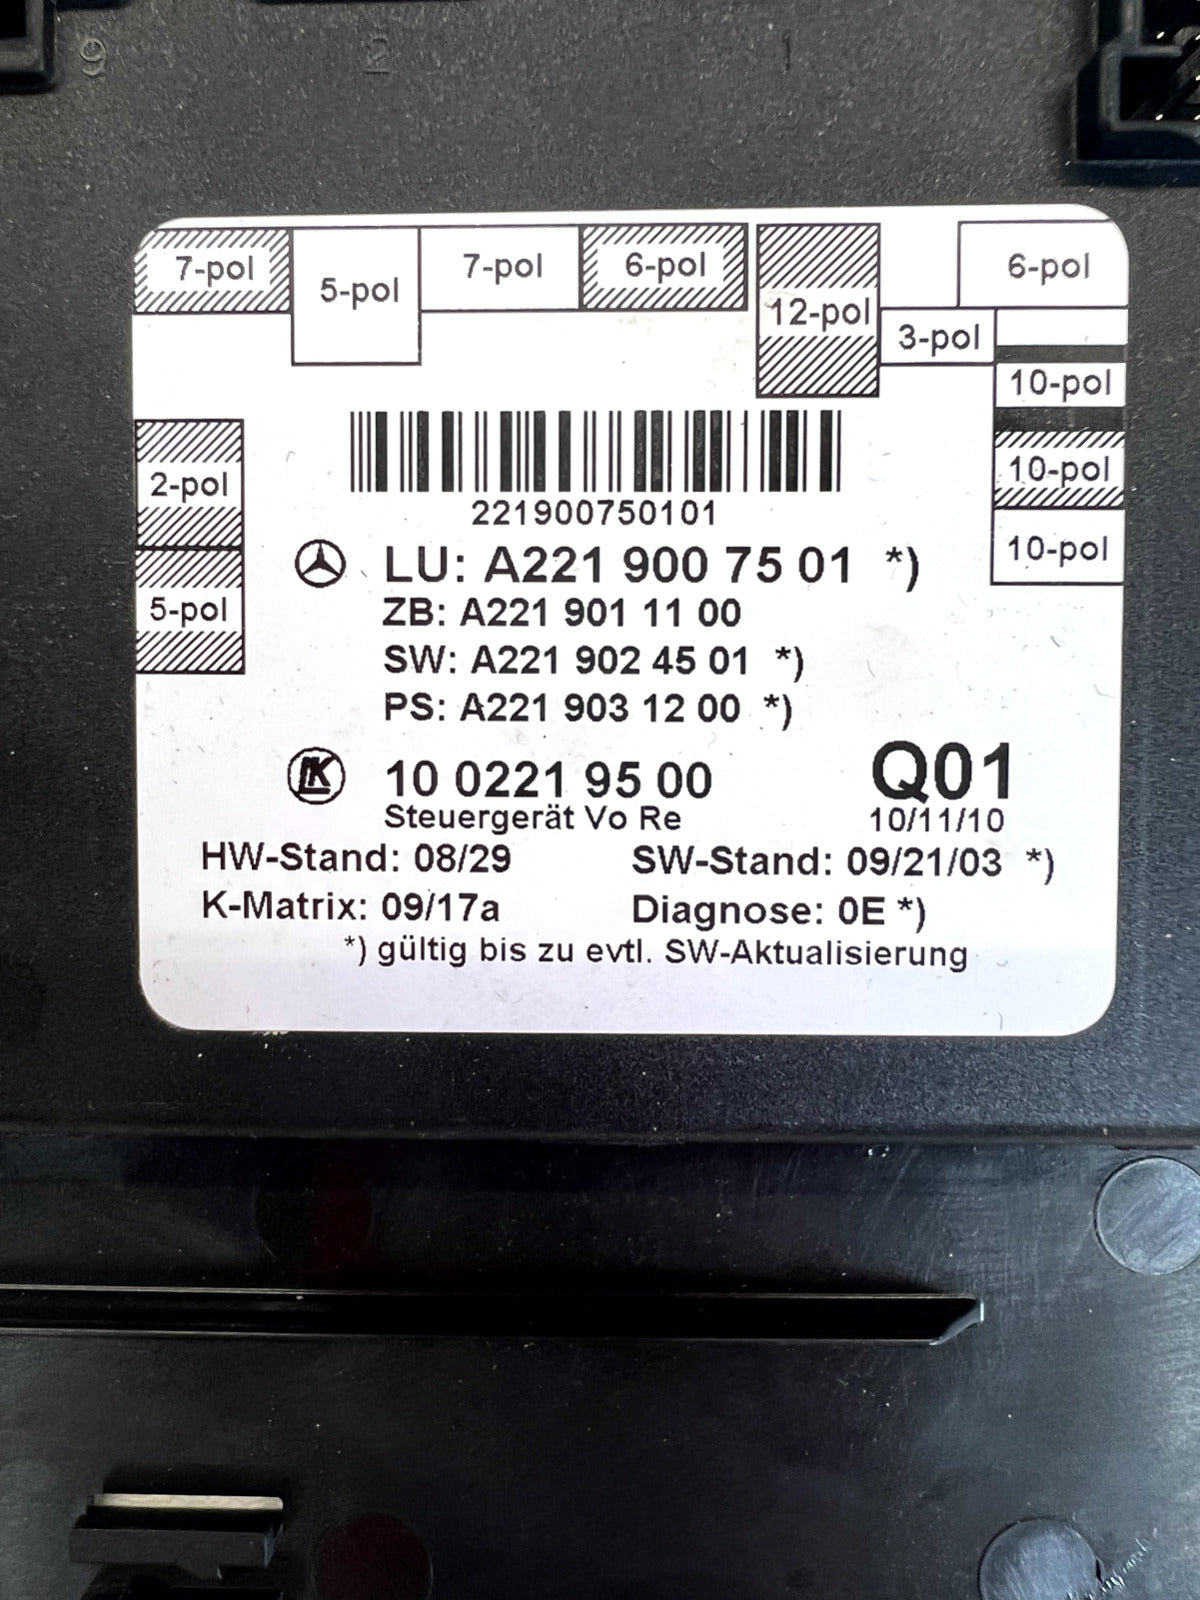 9 2 1
7-pol 5-pol 7-pol 6-pol 12-pol 3-pol 6-pol
10-pol
10-pol
10-pol
2-pol
5-pol
221900750101
LU: A221 900 75 01 *)
ZB: A221 901 11 00
SW: A221 902 45 01 *)
PS: A221 903 12 00 *)
LK 10 0221 95 00 Q01
Steuergerät Vo Re 10/11/10
HW-Stand: 08/29 SW-Stand: 09/21/03 *)
K-Matrix: 09/17a Diagnose: 0E *)
*) gültig bis zu evtl. SW-Aktualisierung